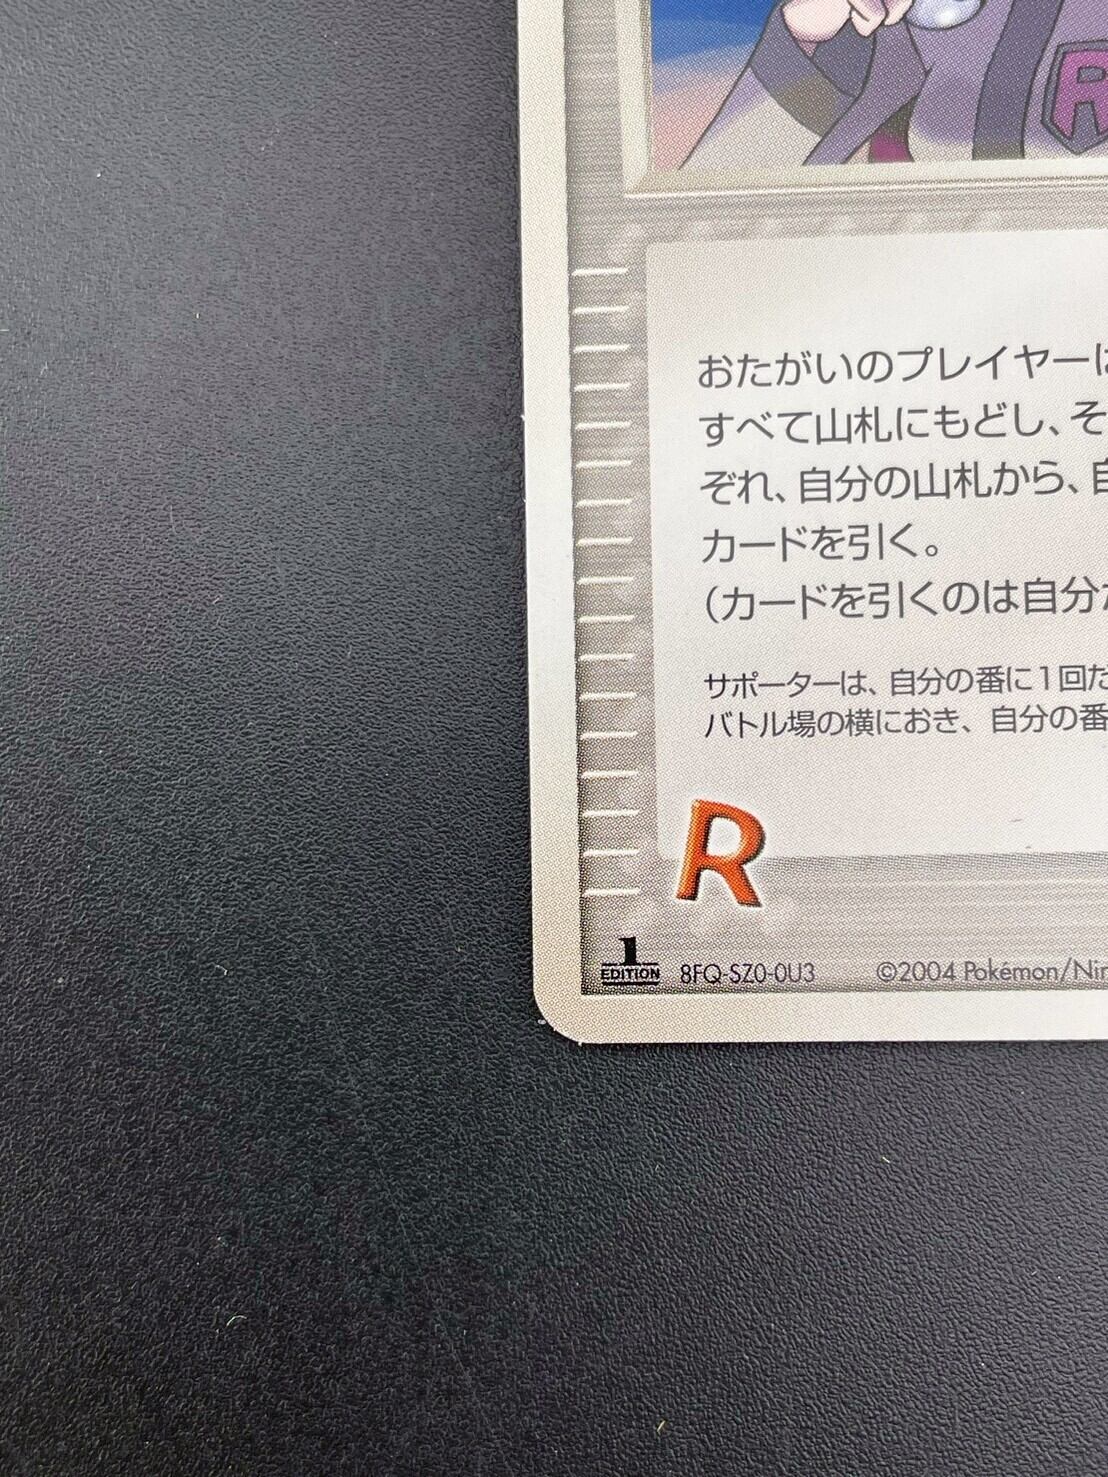 R
おたがいのプレイヤーは
すべて山札にもどし、そ
ぞれ、自分の山札から、自
カードを引く。
(カードを引くのは自分
サポーターは、自分の番に1回だ
バトル場の横におき、自分の番
R
1
EDITION 8FQ-SZ0-0U3 ©2004 Pokémon/Nin